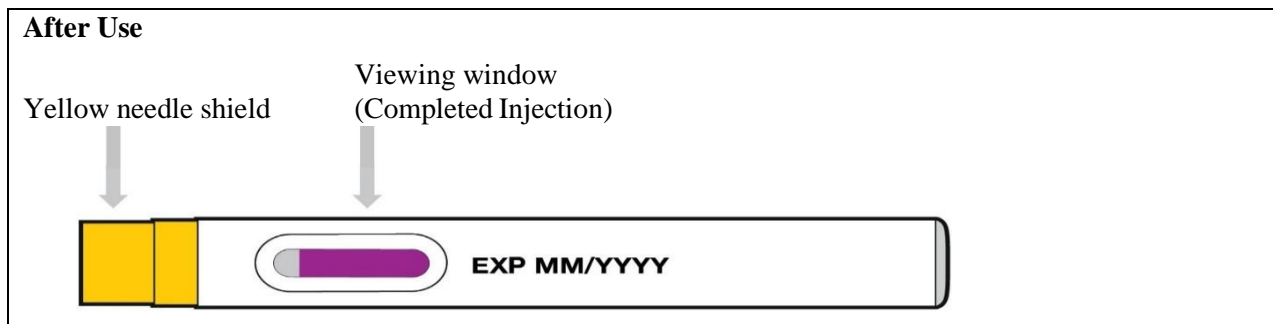 After Use
Viewing window
Yellow needle shield
(Completed Injection)
EXP MM/YYYY